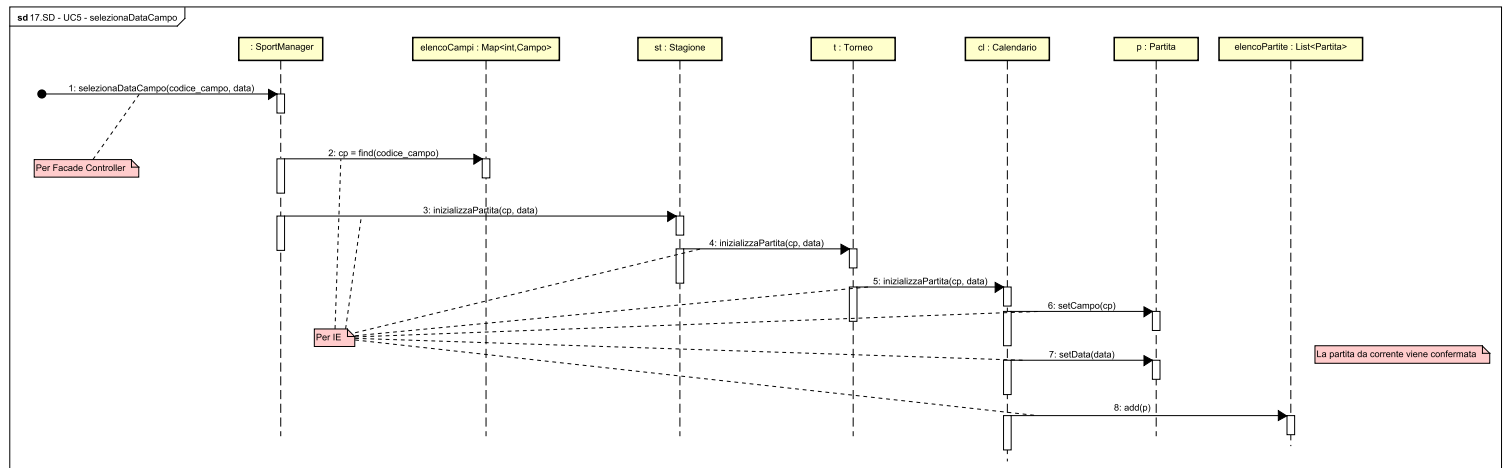 sd 17.SD - UC5 - selezionaDataCampo
: SportManager
elencoCampi : Map<int,Campo>
st : Stagione
t : Torneo
cl : Calendario
p : Partita
elencoPartite : List<Partita>
1: selezionaDataCampo(codice_campo, data)
Per Facade Controller
2: cp = find(codice_campo)
3: inizializzaPartita(cp, data)
4: inizializzaPartita(cp, data)
5: inizializzaPartita(cp, data)
6: setCampo(cp)
Per IE
7: setData(data)
La partita da corrente viene confermata
8: add(p)